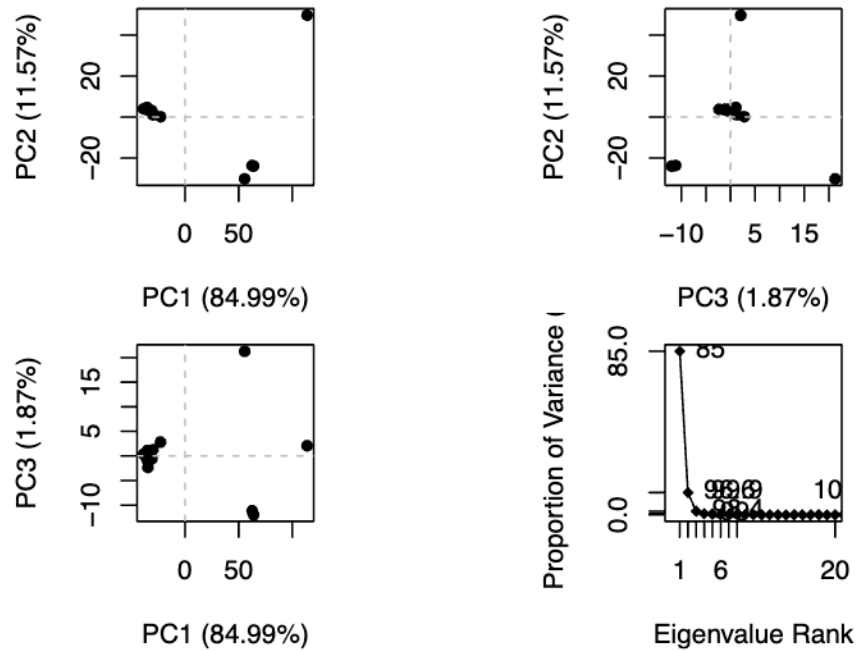 PC2 (11.57%)
20
−20
0 50
PC1 (84.99%)
PC2 (11.57%)
20
−20
−10 5 15
PC3 (1.87%)
PC3 (1.87%)
15
5
−10
0 50
PC1 (84.99%)
Proportion of Variance (
85.0
0.0
85
10
1 6 20
Eigenvalue Rank